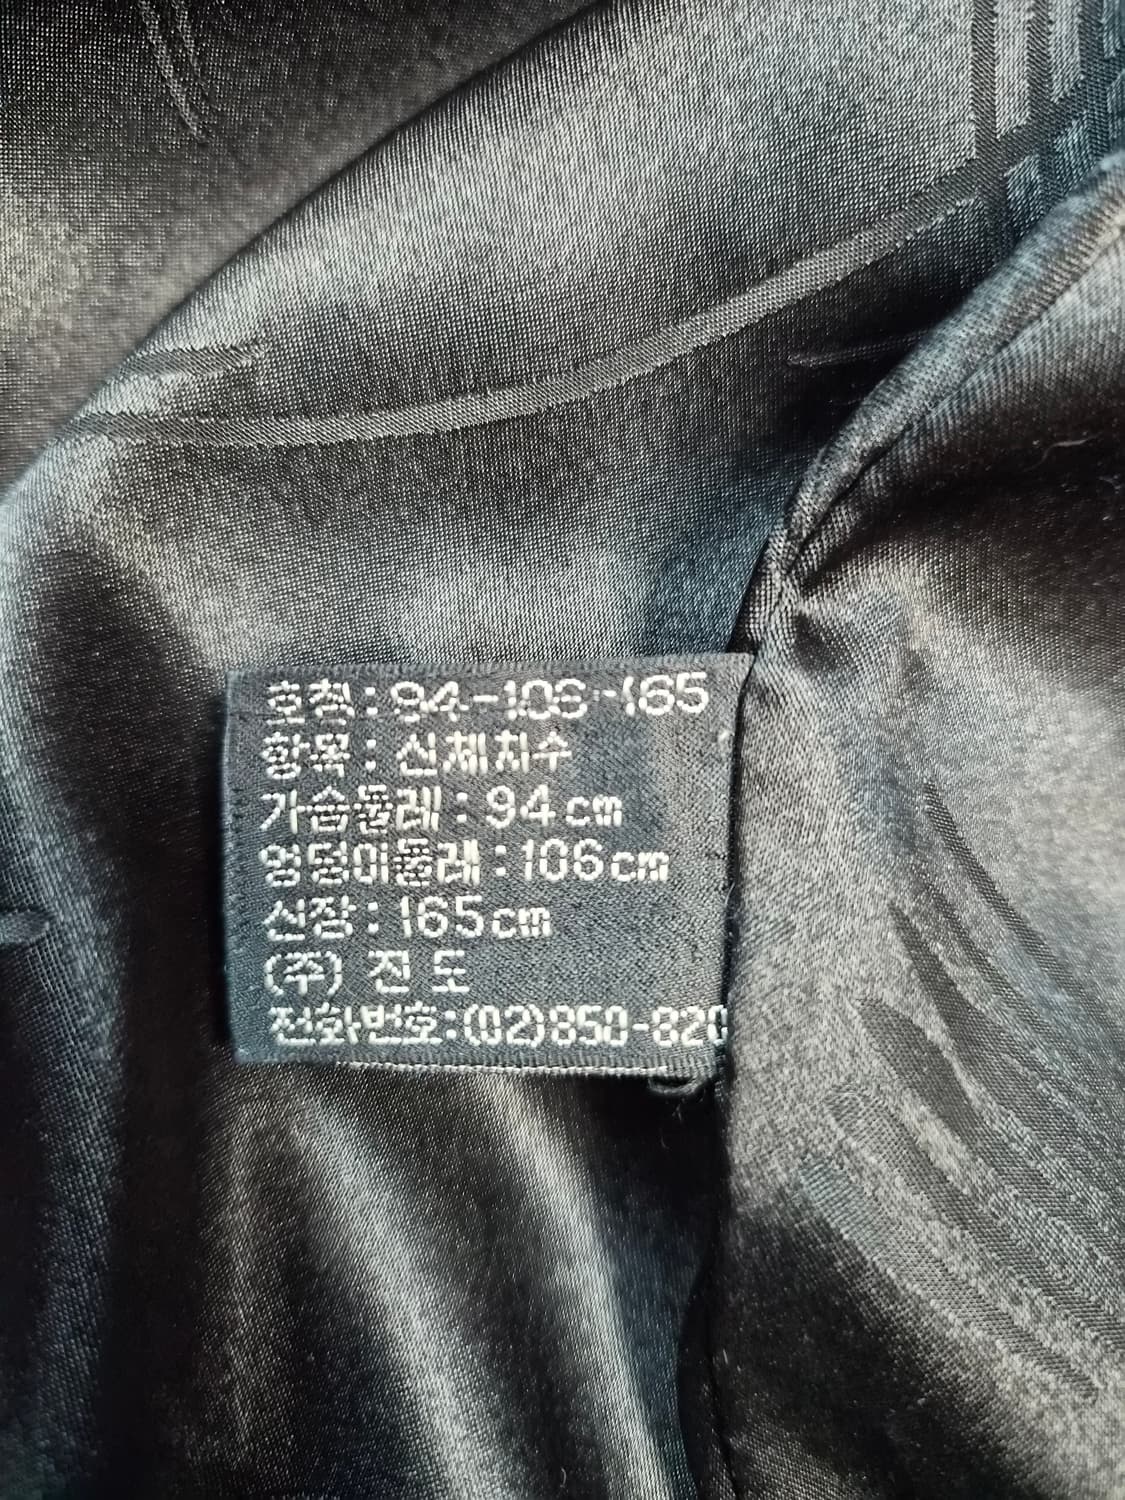 호칭:94-106-165
항목:신체치수
가슴둘레:94cm
엉덩이둘레:106cm
신장:165cm
(주) 진도
전화번호:(02)850-820